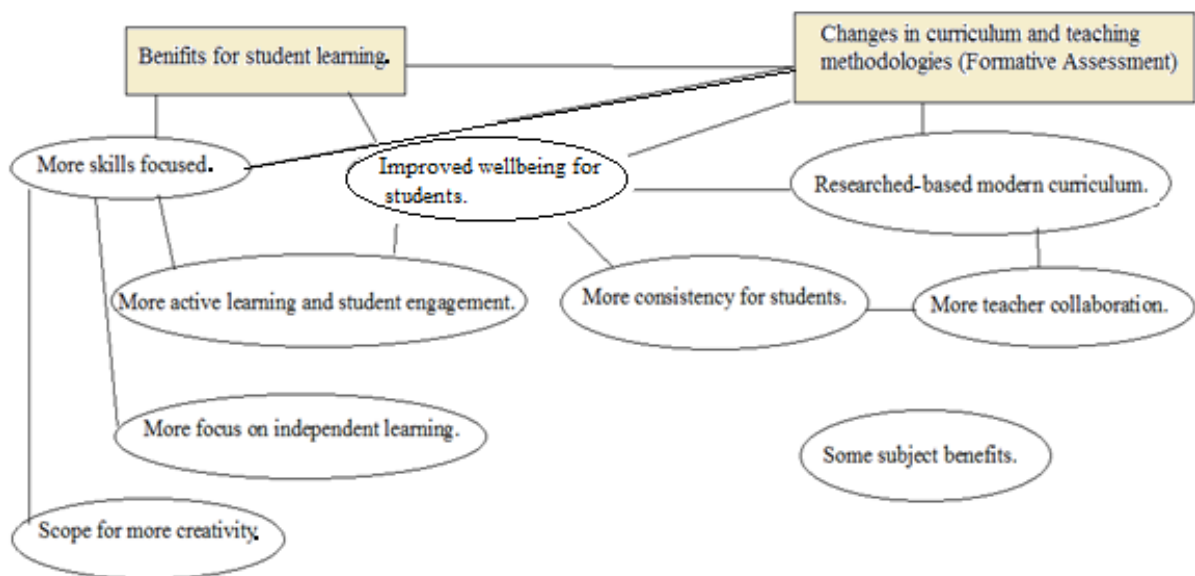 Benifits for student learning.
Changes in curriculum and teaching
methodologies (Formative Assessment)
More skills focused.
Improved wellbeing for
students.
Researched-based modern curriculum.
More active learning and student engagement.
More consistency for students.
More teacher collaboration.
More focus on independent learning.
Some subject benefits.
Scope for more creativity.